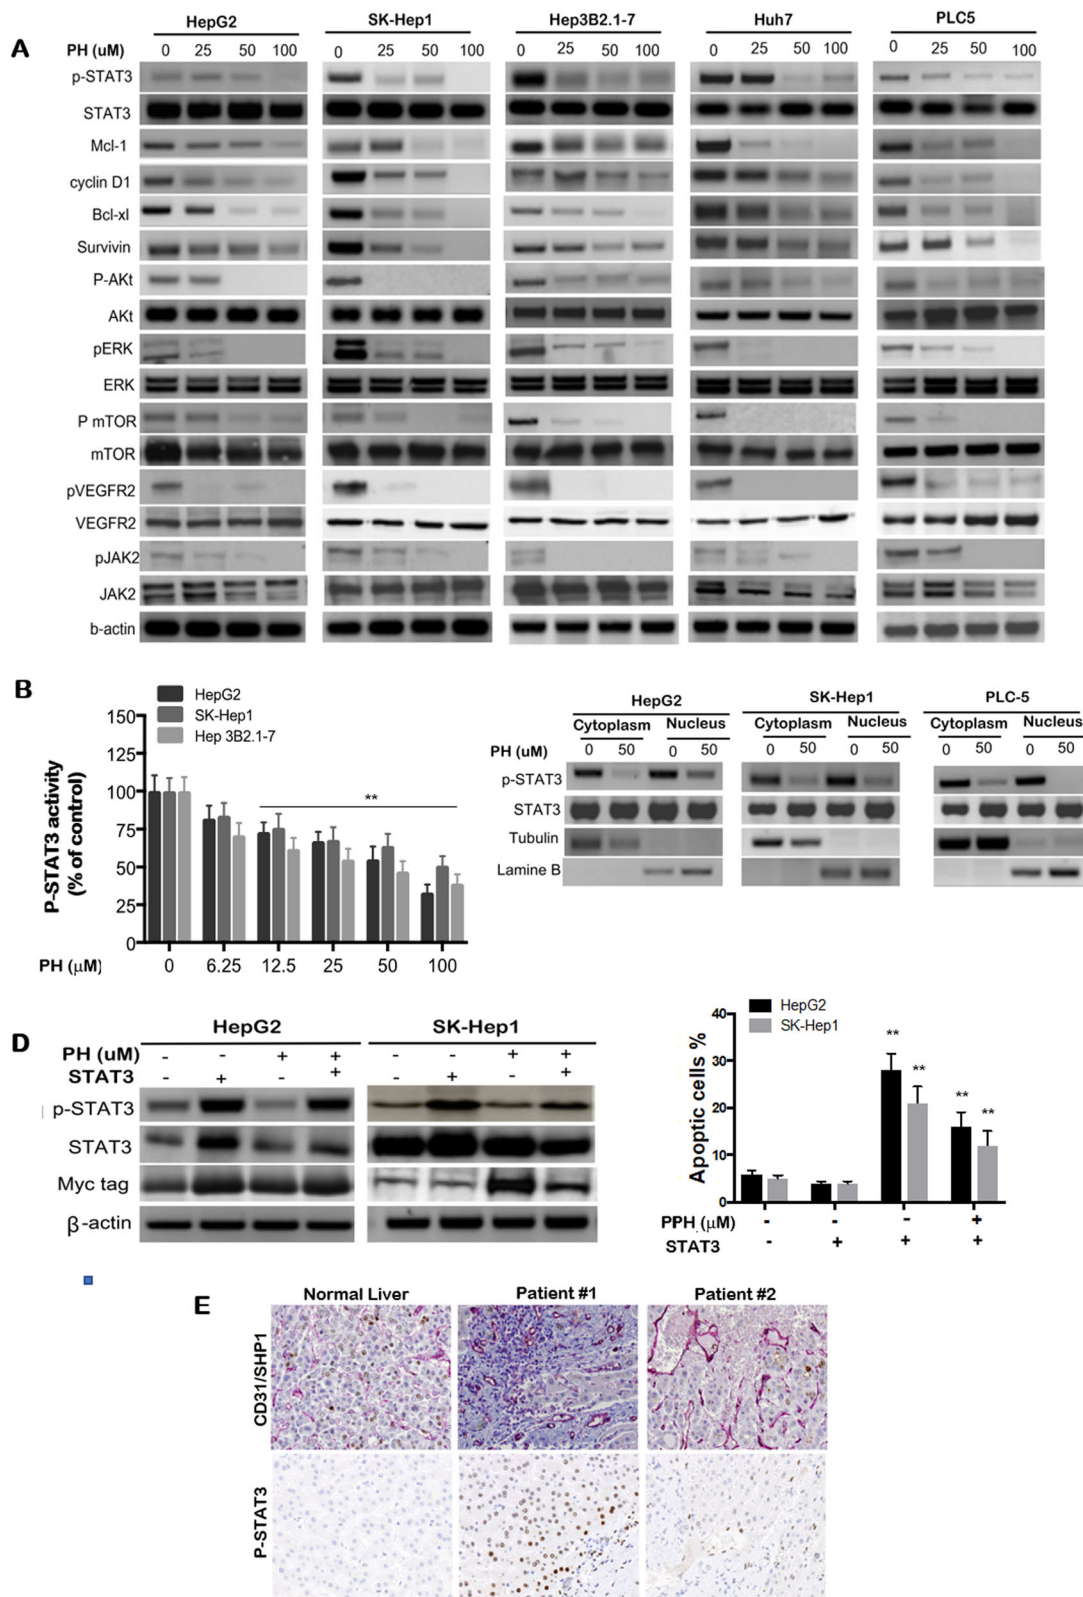 HepG2 SK-Hep1 Hep3B2.1-7 Huh7 PLC5
A
PH (uM) 0 25 50 100 0 25 50 100 0 25 50 100 0 25 50 100 0 25 50 100
p-STAT3
STAT3
Mcl-1
cyclin D1
Bcl-xl
Survivin
P-AKt
AKt
pERK
ERK
P mTOR
mTOR
pVEGFR2
VEGFR2
pJAK2
JAK2
b-actin
B
HepG2
SK-Hep1
Hep 3B2.1-7
P-STAT3 activity
(% of control)
150
125
100
75
50
25
0
**
PH (µM) 0 6.25 12.5 25 50 100
HepG2 SK-Hep1 PLC-5
Cytoplasm Nucleus Cytoplasm Nucleus Cytoplasm Nucleus
PH (uM) 0 50 0 50 0 50 0 50 0 50 0 50
p-STAT3
STAT3
Tubulin
Lamine B
D
HepG2 SK-Hep1
PH (uM) - - + + - - + +
STAT3 - + - + - + - +
p-STAT3
STAT3
Myc tag
β-actin
HepG2
SK-Hep1
Apoptic cells %
40
30
20
10
0
** ** ** **
PPH (µM) - - - +
STAT3 - + + +
E
Normal Liver Patient #1 Patient #2
CD31/SHP1
P-STAT3